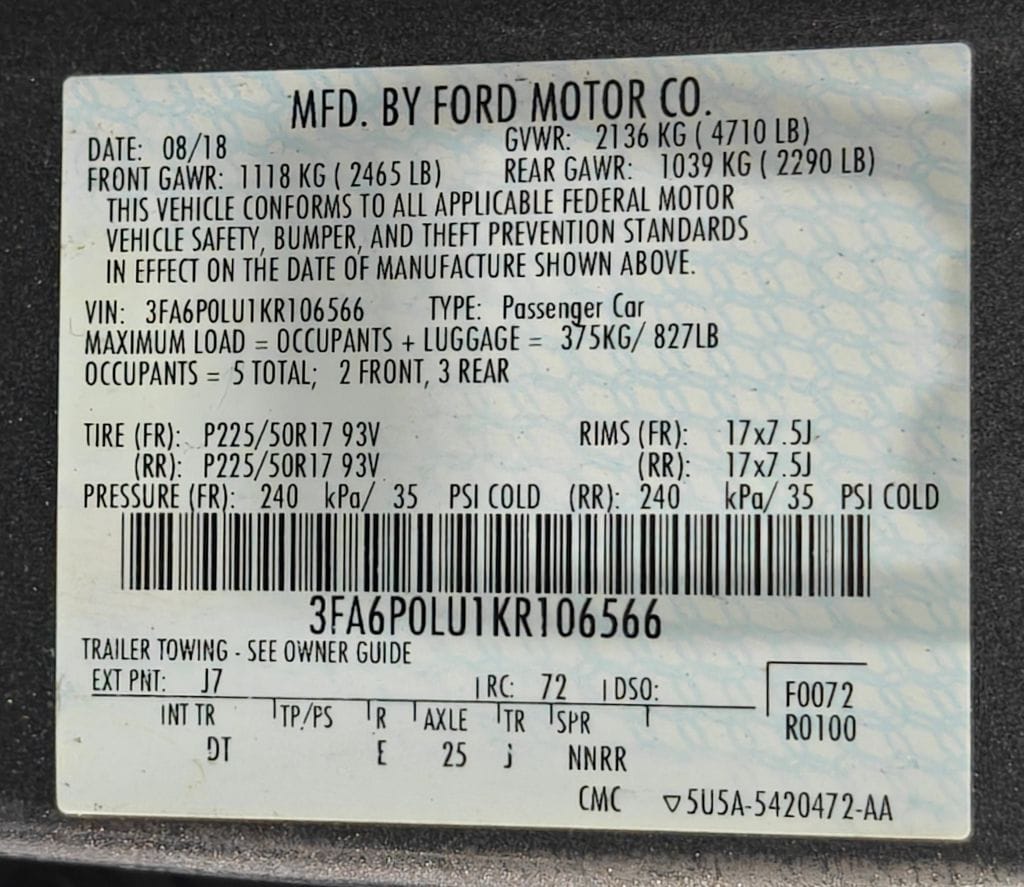 MFD. BY FORD MOTOR CO.
DATE: 08/18 GVWR: 2136 KG ( 4710 LB)
FRONT GAWR: 1118 KG ( 2465 LB) REAR GAWR: 1039 KG ( 2290 LB)
THIS VEHICLE CONFORMS TO ALL APPLICABLE FEDERAL MOTOR
VEHICLE SAFETY, BUMPER, AND THEFT PREVENTION STANDARDS
IN EFFECT ON THE DATE OF MANUFACTURE SHOWN ABOVE.
VIN: 3FA6P0LU1KR106566 TYPE: Passenger Car
MAXIMUM LOAD = OCCUPANTS + LUGGAGE = 375KG/ 827LB
OCCUPANTS = 5 TOTAL; 2 FRONT, 3 REAR
TIRE (FR): P225/50R17 93V RIMS (FR): 17x7.5J
(RR): P225/50R17 93V (RR): 17x7.5J
PRESSURE (FR): 240 kPa/ 35 PSI COLD (RR): 240 kPa/ 35 PSI COLD
3FA6P0LU1KR106566
TRAILER TOWING - SEE OWNER GUIDE
EXT PNT: J7 RC: 72 DSO: F0072
INT TR TP/PS R AXLE TR SPR R0100
DT E 25 J NNRR
CMC ▽5U5A-5420472-AA